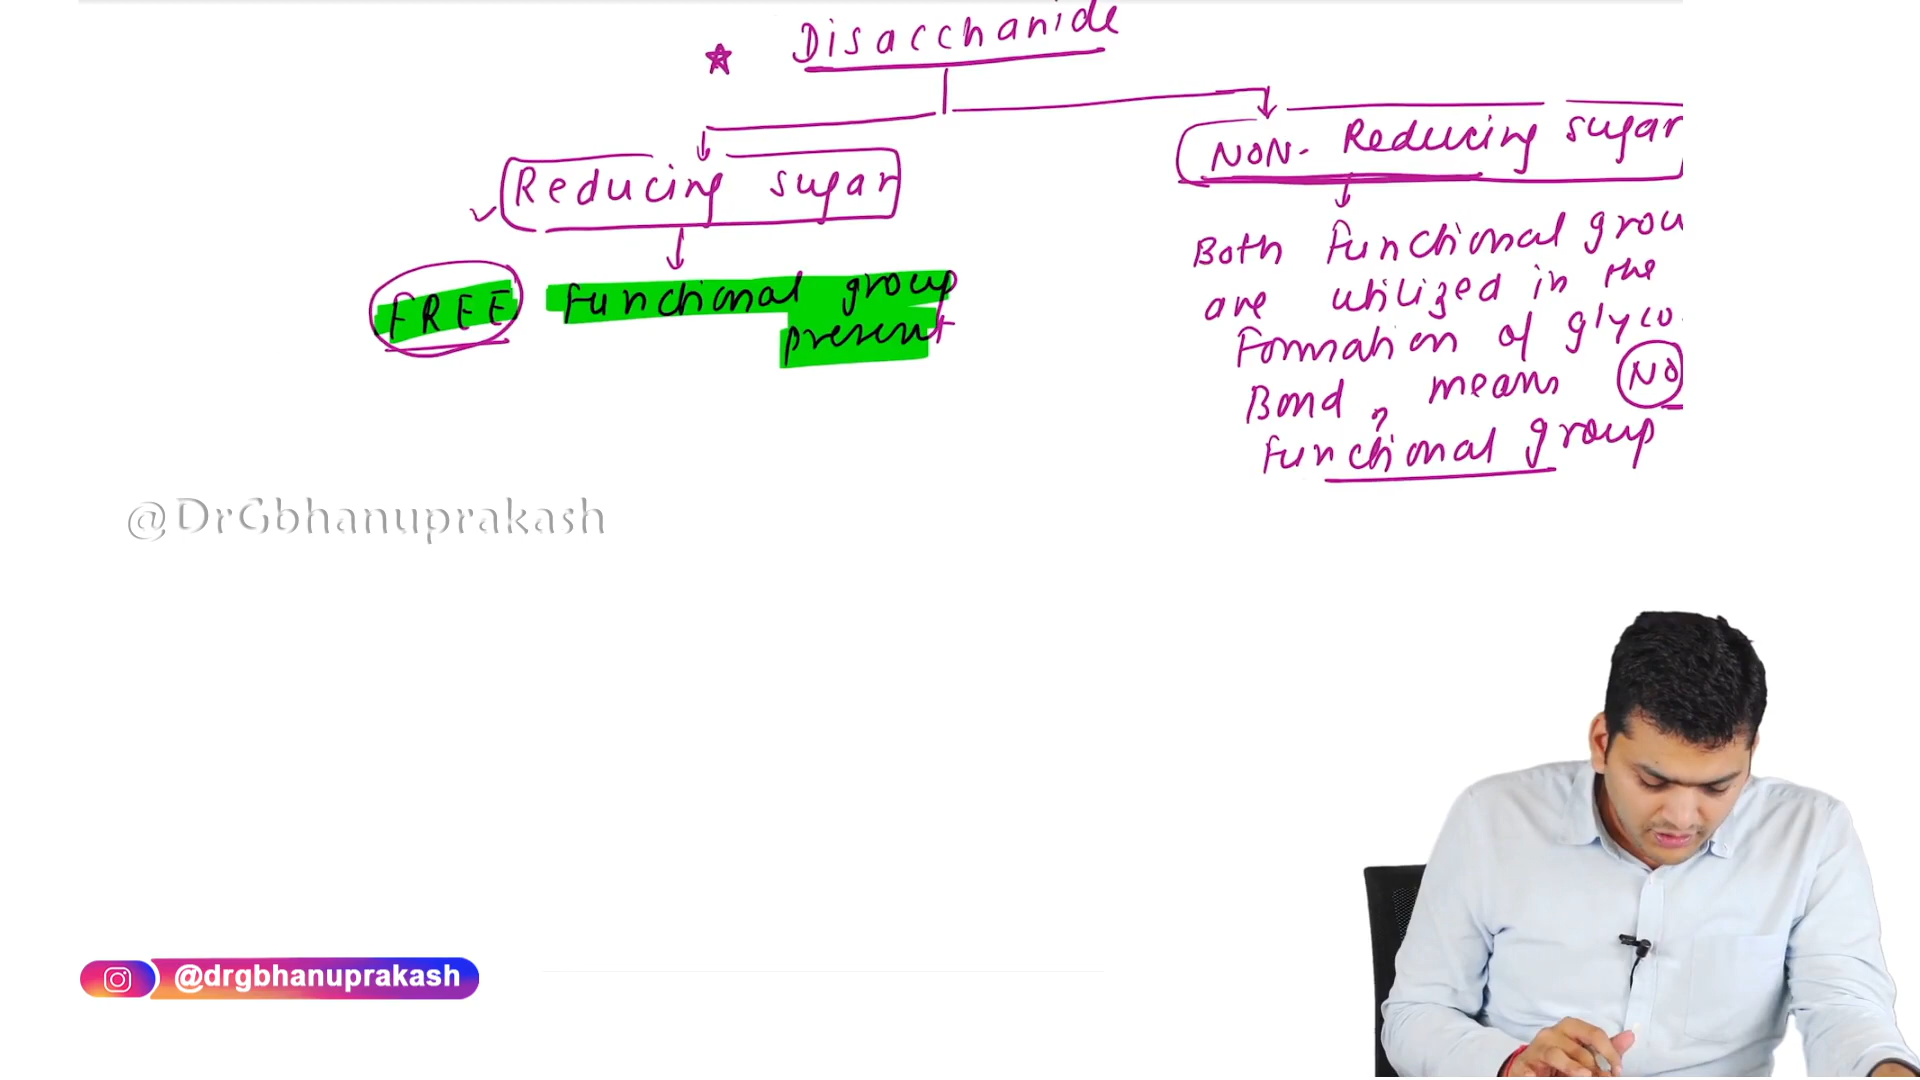 Disaccharide
Reducing sugar
NON- Reducing sugar
FREE Functional group
present
Both Functional grou
are utilized in the
Formation of glyco
Bond, means NO
Functional group
@DrGbhanuprakash
@drgbhanuprakash